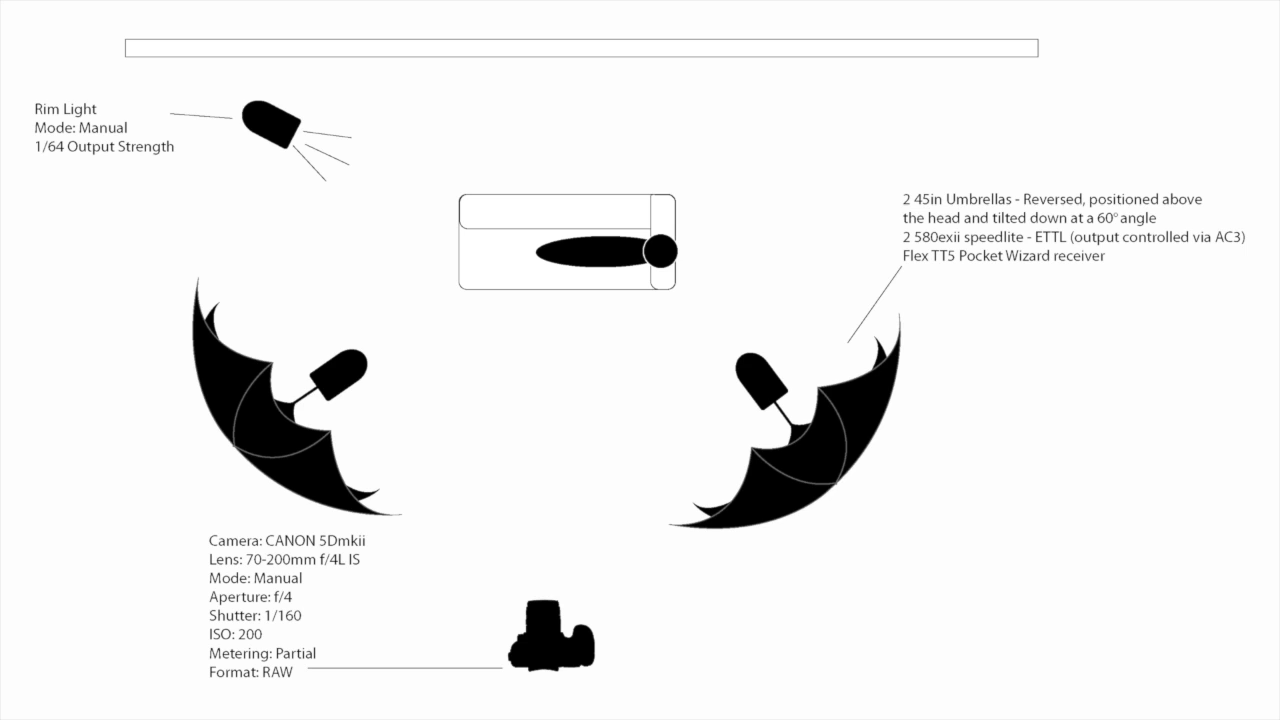 Rim Light
Mode: Manual
1/64 Output Strength
2 45in Umbrellas - Reversed, positioned above
the head and tilted down at a 60° angle
2 580exii speedlite - ETTL (output controlled via AC3)
Flex TT5 Pocket Wizard receiver
Camera: CANON 5Dmkii
Lens: 70-200mm f/4L IS
Mode: Manual
Aperture: f/4
Shutter: 1/160
ISO: 200
Metering: Partial
Format: RAW